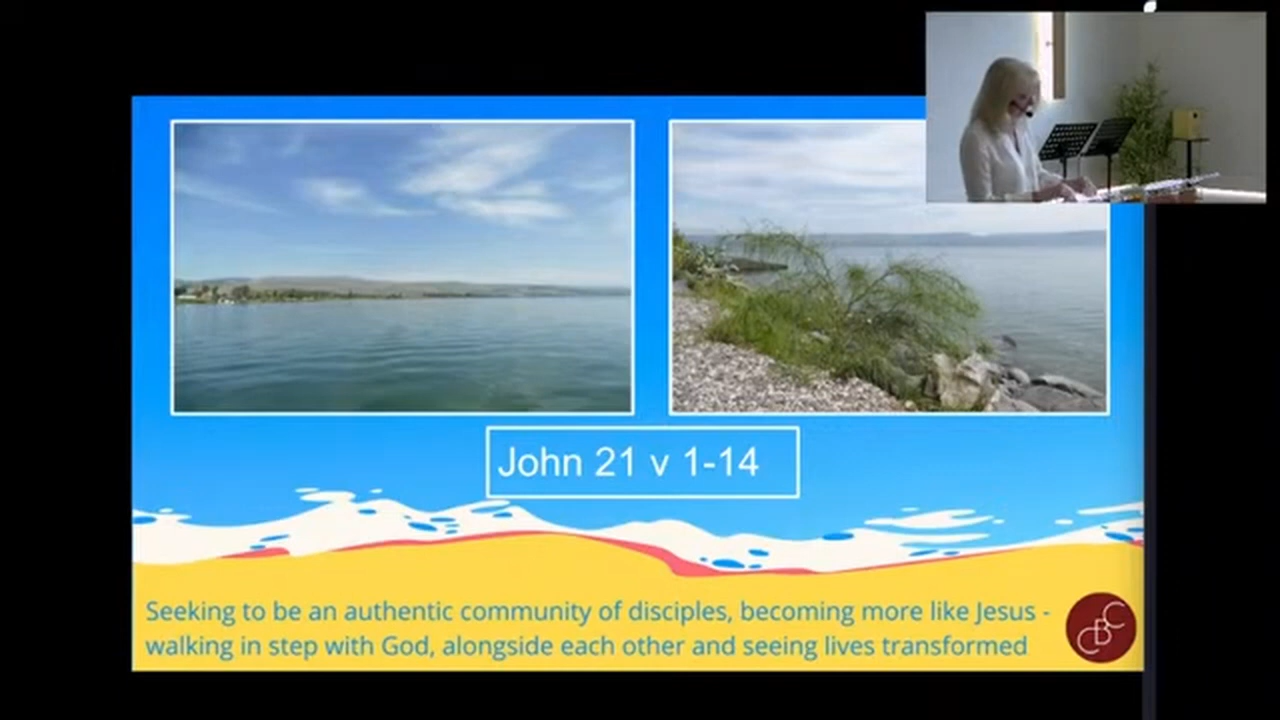 John 21 v 1-14
Seeking to be an authentic community of disciples, becoming more like Jesus -
walking in step with God, alongside each other and seeing lives transformed
CBC